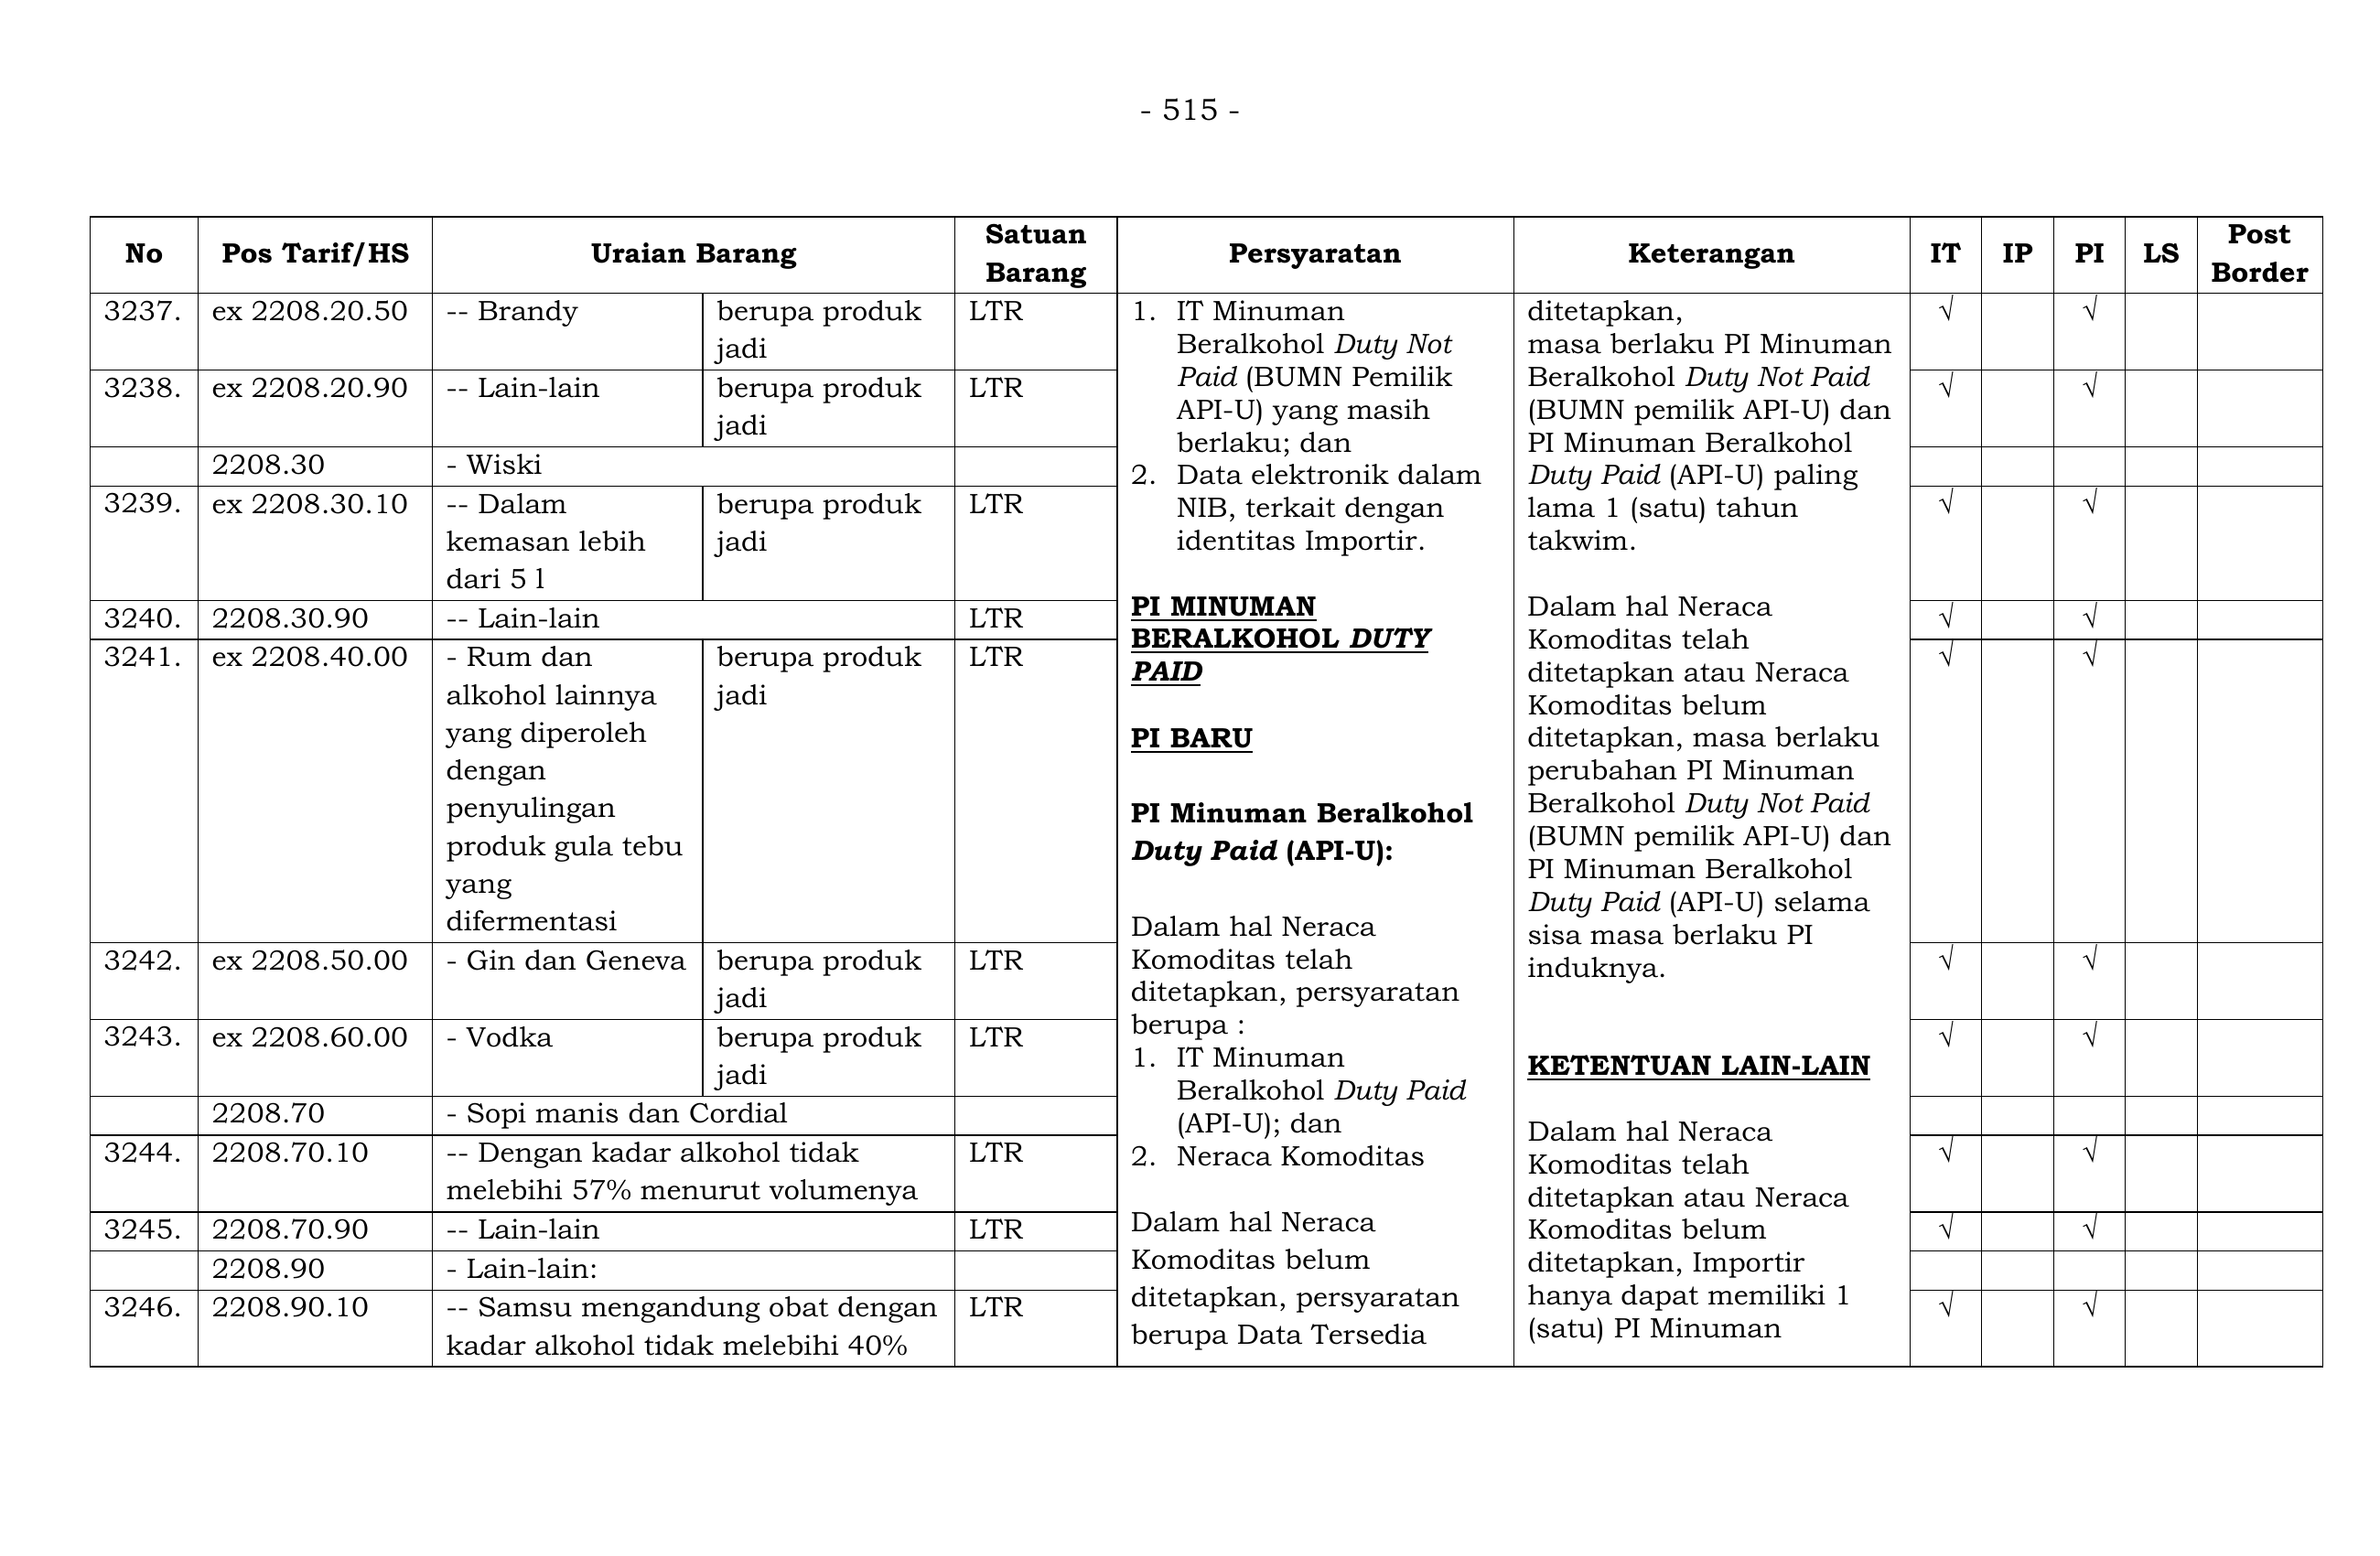 - 515 -
No Pos Tarif/HS Uraian Barang Satuan Barang Persyaratan Keterangan IT IP PI LS Post Border
3237. ex 2208.20.50 -- Brandy berupa produk jadi LTR √ √
3238. ex 2208.20.90 -- Lain-lain berupa produk jadi LTR √ √
2208.30 - Wiski
3239. ex 2208.30.10 -- Dalam kemasan lebih dari 5 l berupa produk jadi LTR √ √
3240. 2208.30.90 -- Lain-lain LTR √ √
3241. ex 2208.40.00 - Rum dan alkohol lainnya yang diperoleh dengan penyulingan produk gula tebu yang difermentasi berupa produk jadi LTR √ √
3242. ex 2208.50.00 - Gin dan Geneva berupa produk jadi LTR √ √
3243. ex 2208.60.00 - Vodka berupa produk jadi LTR √ √
2208.70 - Sopi manis dan Cordial
3244. 2208.70.10 -- Dengan kadar alkohol tidak melebihi 57% menurut volumenya LTR √ √
3245. 2208.70.90 -- Lain-lain LTR √ √
2208.90 - Lain-lain:
3246. 2208.90.10 -- Samsu mengandung obat dengan kadar alkohol tidak melebihi 40% LTR √ √
1. IT Minuman
Beralkohol Duty Not
Paid (BUMN Pemilik
API-U) yang masih
berlaku; dan
2. Data elektronik dalam
NIB, terkait dengan
identitas Importir.
PI MINUMAN
BERALKOHOL DUTY
PAID
PI BARU
PI Minuman Beralkohol
Duty Paid (API-U):
Dalam hal Neraca
Komoditas telah
ditetapkan, persyaratan
berupa :
1. IT Minuman
Beralkohol Duty Paid
(API-U); dan
2. Neraca Komoditas
Dalam hal Neraca
Komoditas belum
ditetapkan, persyaratan
berupa Data Tersedia
ditetapkan,
masa berlaku PI Minuman
Beralkohol Duty Not Paid
(BUMN pemilik API-U) dan
PI Minuman Beralkohol
Duty Paid (API-U) paling
lama 1 (satu) tahun
takwim.
Dalam hal Neraca
Komoditas telah
ditetapkan atau Neraca
Komoditas belum
ditetapkan, masa berlaku
perubahan PI Minuman
Beralkohol Duty Not Paid
(BUMN pemilik API-U) dan
PI Minuman Beralkohol
Duty Paid (API-U) selama
sisa masa berlaku PI
induknya.
KETENTUAN LAIN-LAIN
Dalam hal Neraca
Komoditas telah
ditetapkan atau Neraca
Komoditas belum
ditetapkan, Importir
hanya dapat memiliki 1
(satu) PI Minuman